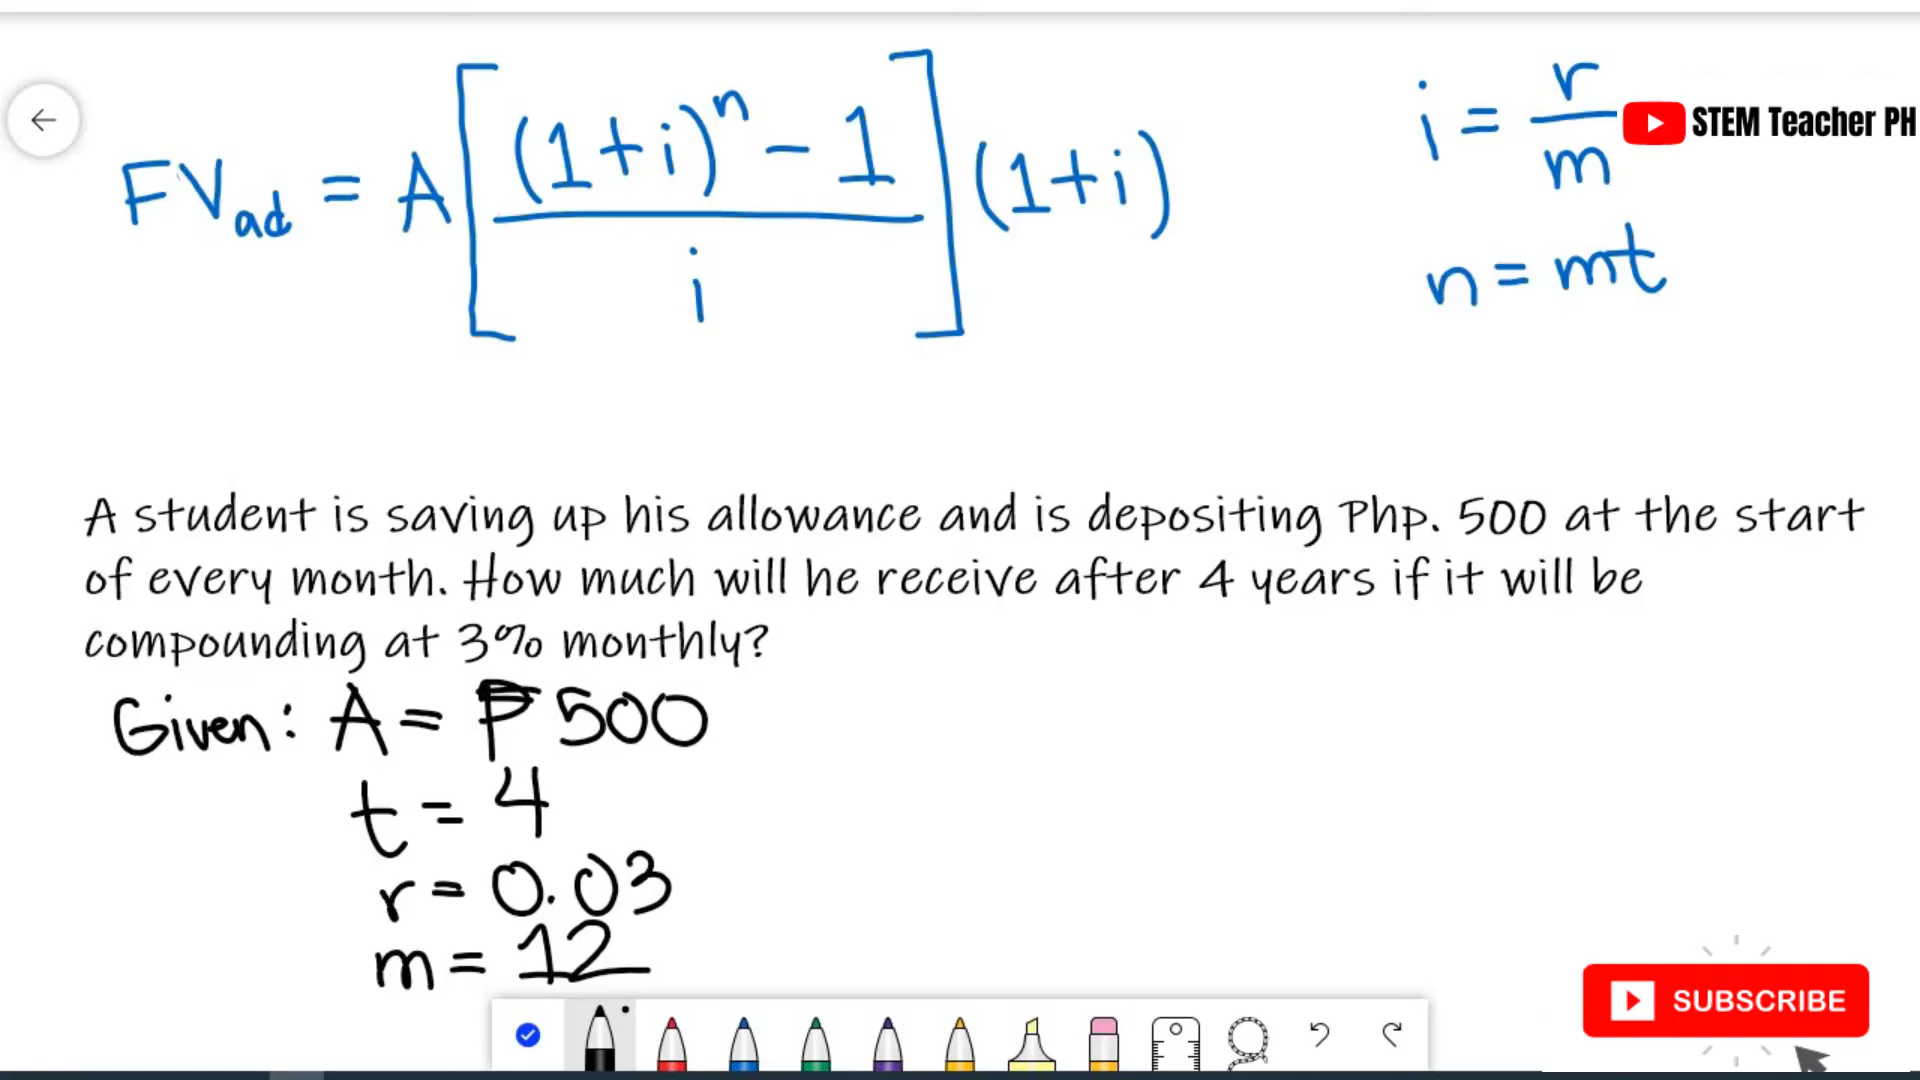 FVad = A [ (1+i)^n - 1 / i ] (1+i)
i = r/m
STEM Teacher PH
n = mt
A student is saving up his allowance and is depositing Php. 500 at the start
of every month. How much will he receive after 4 years if it will be
compounding at 3% monthly?
Given: A = ₱500
t = 4
r = 0.03
m = 12
SUBSCRIBE